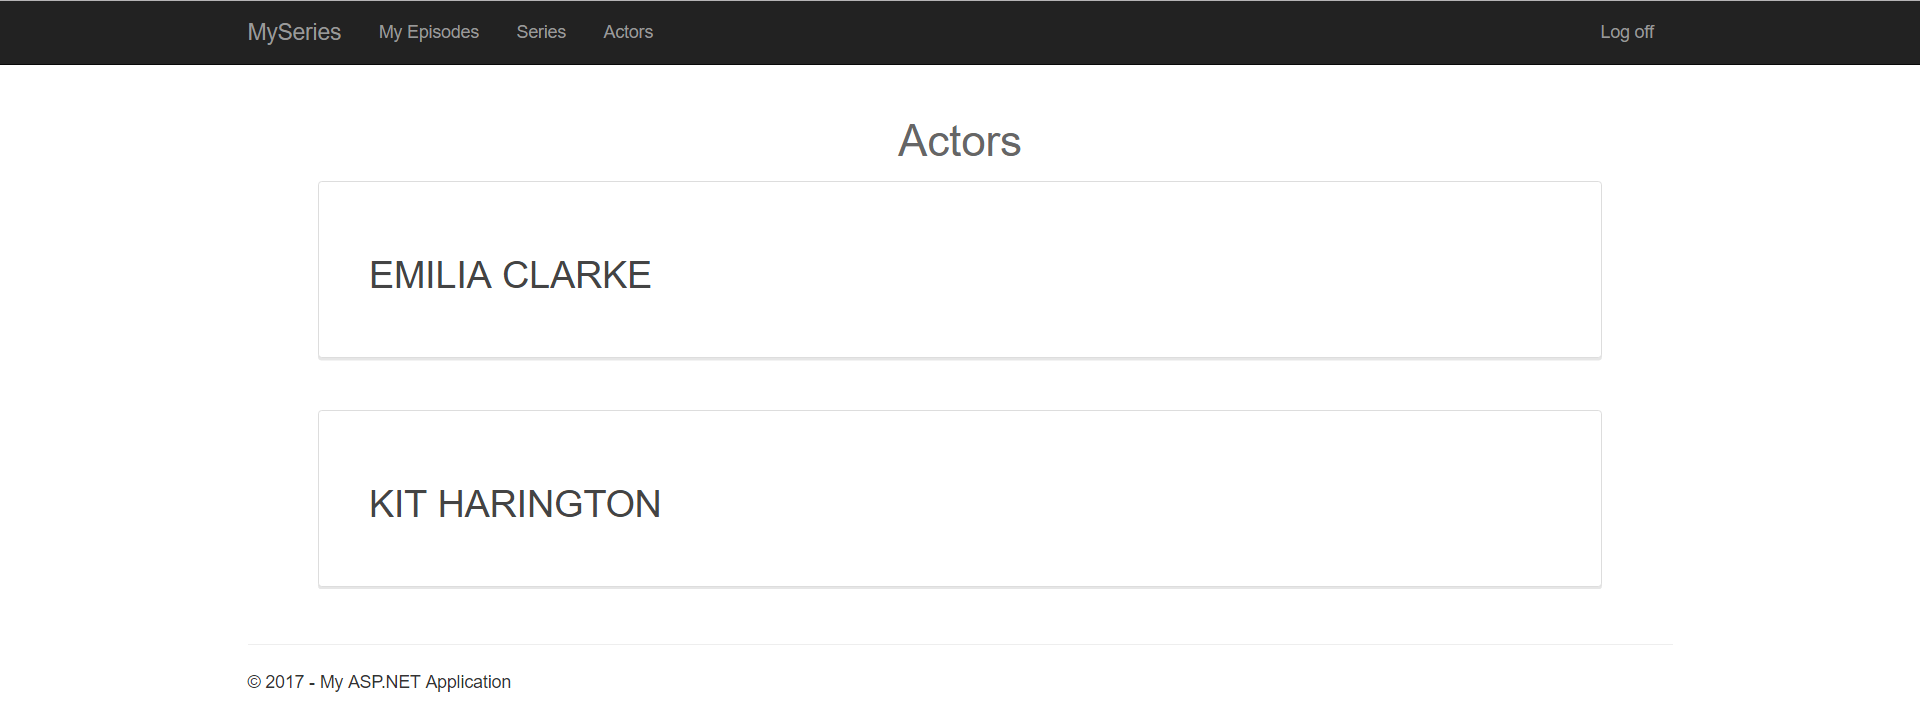 MySeries My Episodes Series Actors Log off
Actors
EMILIA CLARKE
KIT HARINGTON
© 2017 - My ASP.NET Application